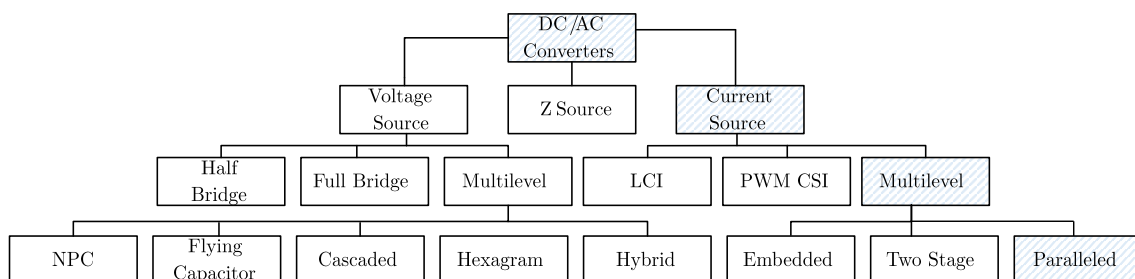 DC/AC
Converters
Voltage
Source
Z Source
Current
Source
Half
Bridge
Full Bridge
Multilevel
LCI
PWM CSI
Multilevel
NPC
Flying
Capacitor
Cascaded
Hexagram
Hybrid
Embedded
Two Stage
Paralleled